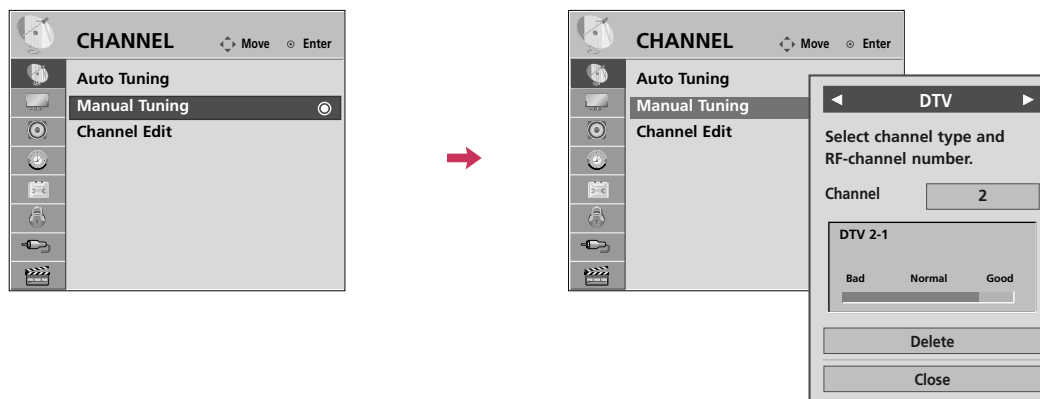 CHANNEL Move Enter
Auto Tuning
Manual Tuning
Channel Edit
CHANNEL Move Enter
Auto Tuning
Manual Tuning
Channel Edit
DTV
Select channel type and
RF-channel number.
Channel 2
DTV 2-1
Bad Normal Good
Delete
Close